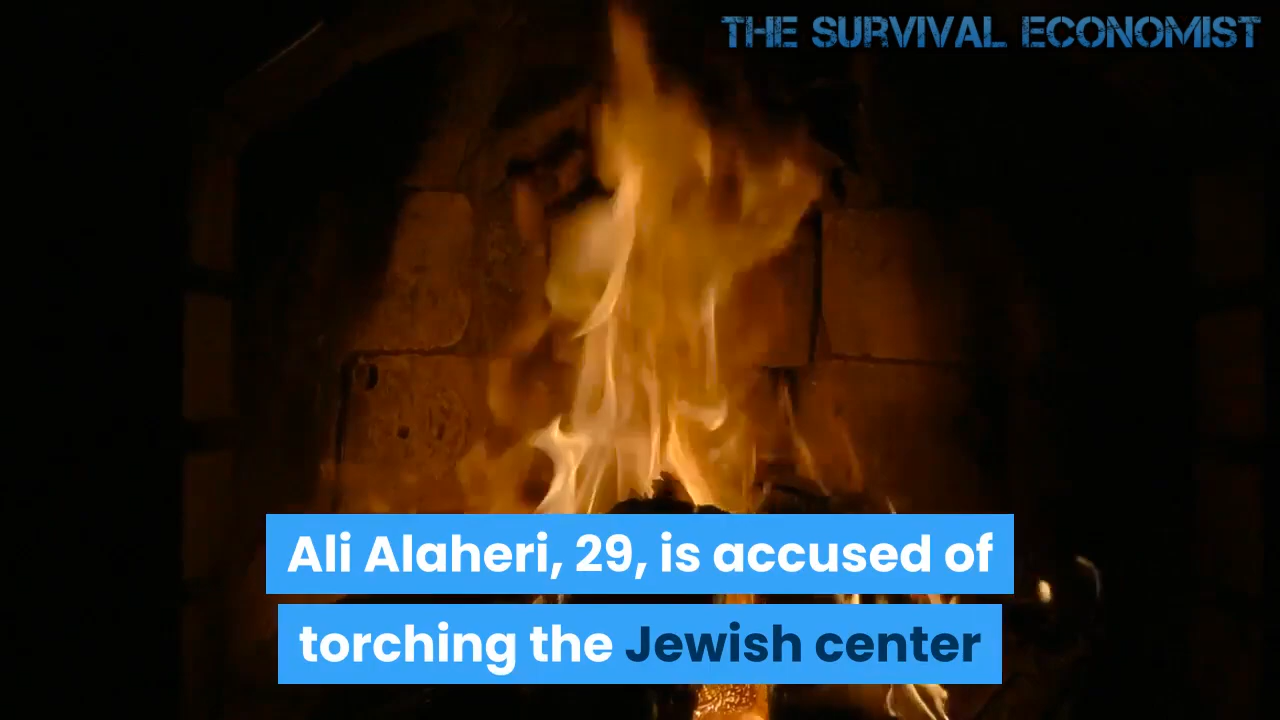 THE SURVIVAL ECONOMIST
Ali Alaheri, 29, is accused of
torching the Jewish center